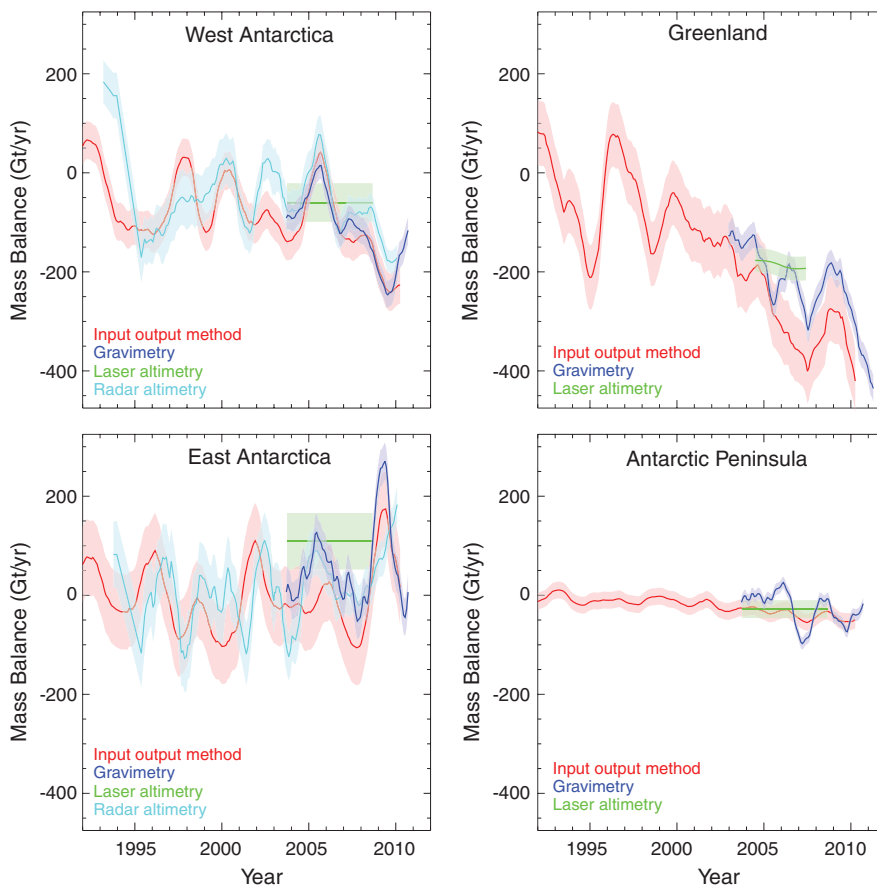 West Antarctica
Mass Balance (Gt/yr)
200
0
-200
-400
Input output method
Gravimetry
Laser altimetry
Radar altimetry
Greenland
Mass Balance (Gt/yr)
200
0
-200
-400
Input output method
Gravimetry
Laser altimetry
East Antarctica
Mass Balance (Gt/yr)
200
0
-200
-400
Input output method
Gravimetry
Laser altimetry
Radar altimetry
1995 2000 2005 2010
Year
Antarctic Peninsula
Mass Balance (Gt/yr)
200
0
-200
-400
Input output method
Gravimetry
Laser altimetry
1995 2000 2005 2010
Year